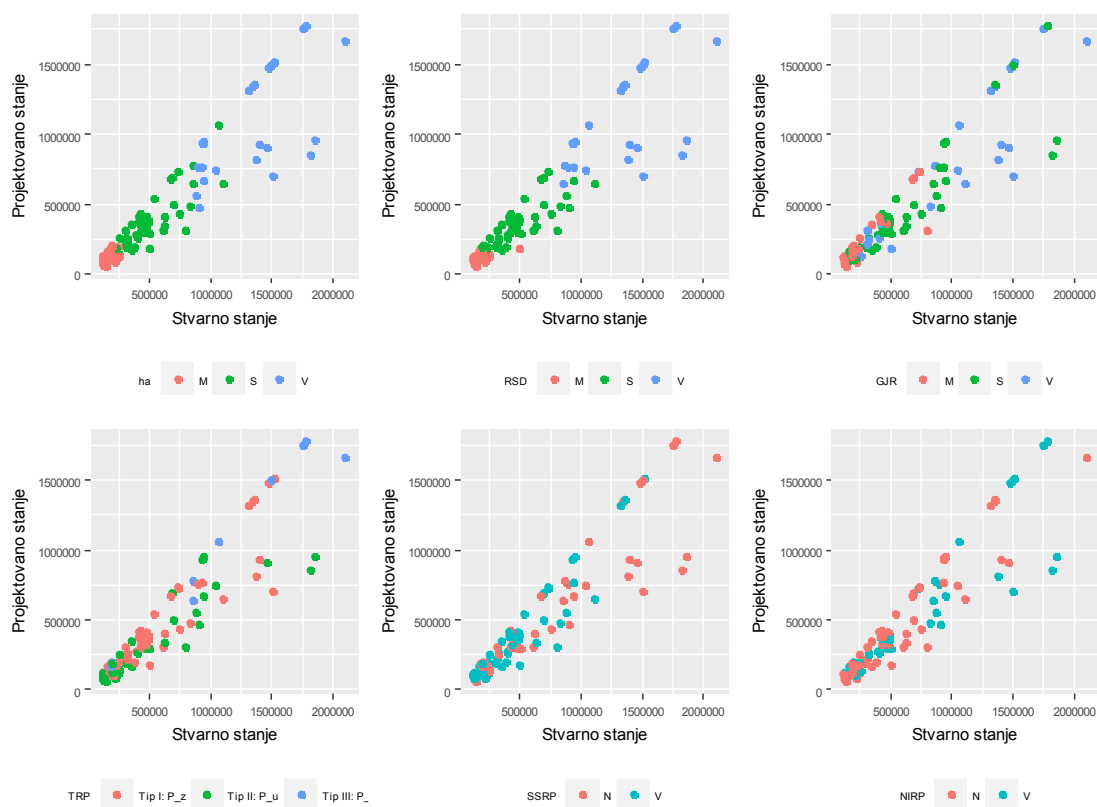 Projektovano stanje
1500000
1000000
500000
0
500000 1000000 1500000 2000000
Stvarno stanje
ha M S V
Projektovano stanje
1500000
1000000
500000
0
500000 1000000 1500000 2000000
Stvarno stanje
RSD M S V
Projektovano stanje
1500000
1000000
500000
0
500000 1000000 1500000 2000000
Stvarno stanje
GJR M S V
Projektovano stanje
1500000
1000000
500000
0
500000 1000000 1500000 2000000
Stvarno stanje
TRP Tip I: P_z Tip II: P_u Tip III: P_
Projektovano stanje
1500000
1000000
500000
0
500000 1000000 1500000 2000000
Stvarno stanje
SSRP N V
Projektovano stanje
1500000
1000000
500000
0
500000 1000000 1500000 2000000
Stvarno stanje
NIRP N V